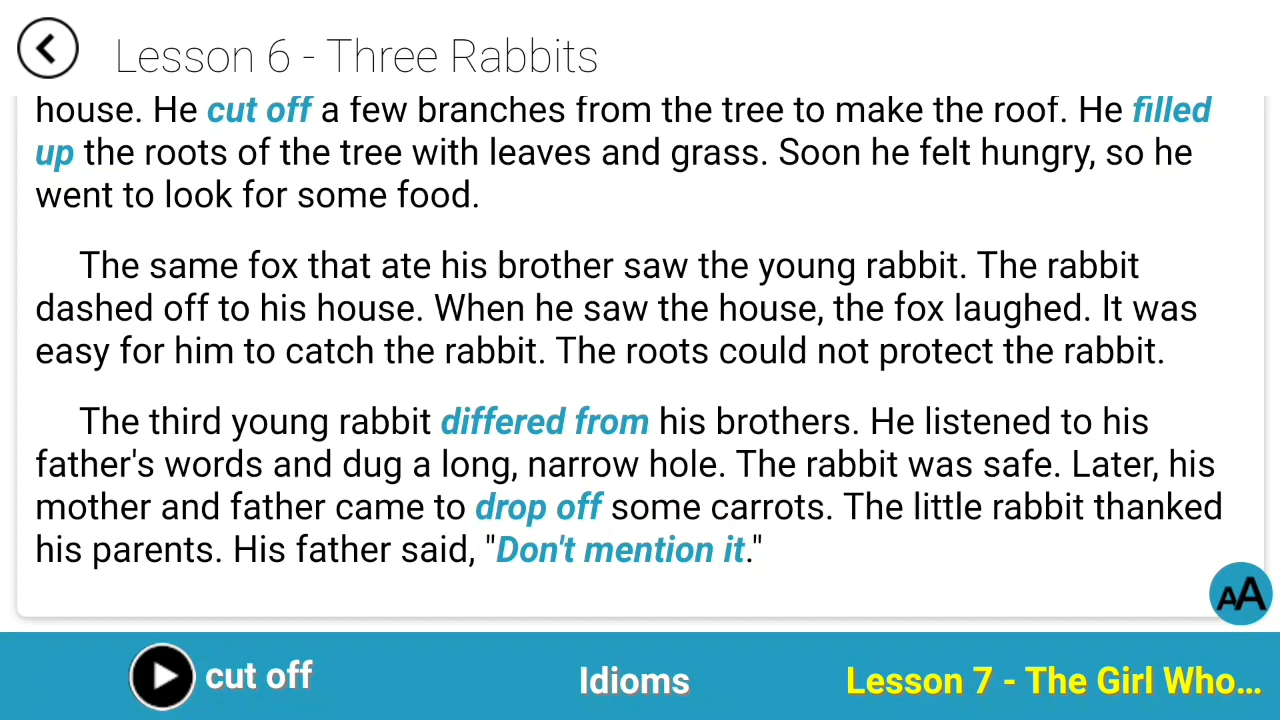 Lesson 6 - Three Rabbits
house. He cut off a few branches from the tree to make the roof. He filled
up the roots of the tree with leaves and grass. Soon he felt hungry, so he
went to look for some food.
The same fox that ate his brother saw the young rabbit. The rabbit
dashed off to his house. When he saw the house, the fox laughed. It was
easy for him to catch the rabbit. The roots could not protect the rabbit.
The third young rabbit differed from his brothers. He listened to his
father's words and dug a long, narrow hole. The rabbit was safe. Later, his
mother and father came to drop off some carrots. The little rabbit thanked
his parents. His father said, "Don't mention it."
AA
cut off
Idioms
Lesson 7 - The Girl Who...